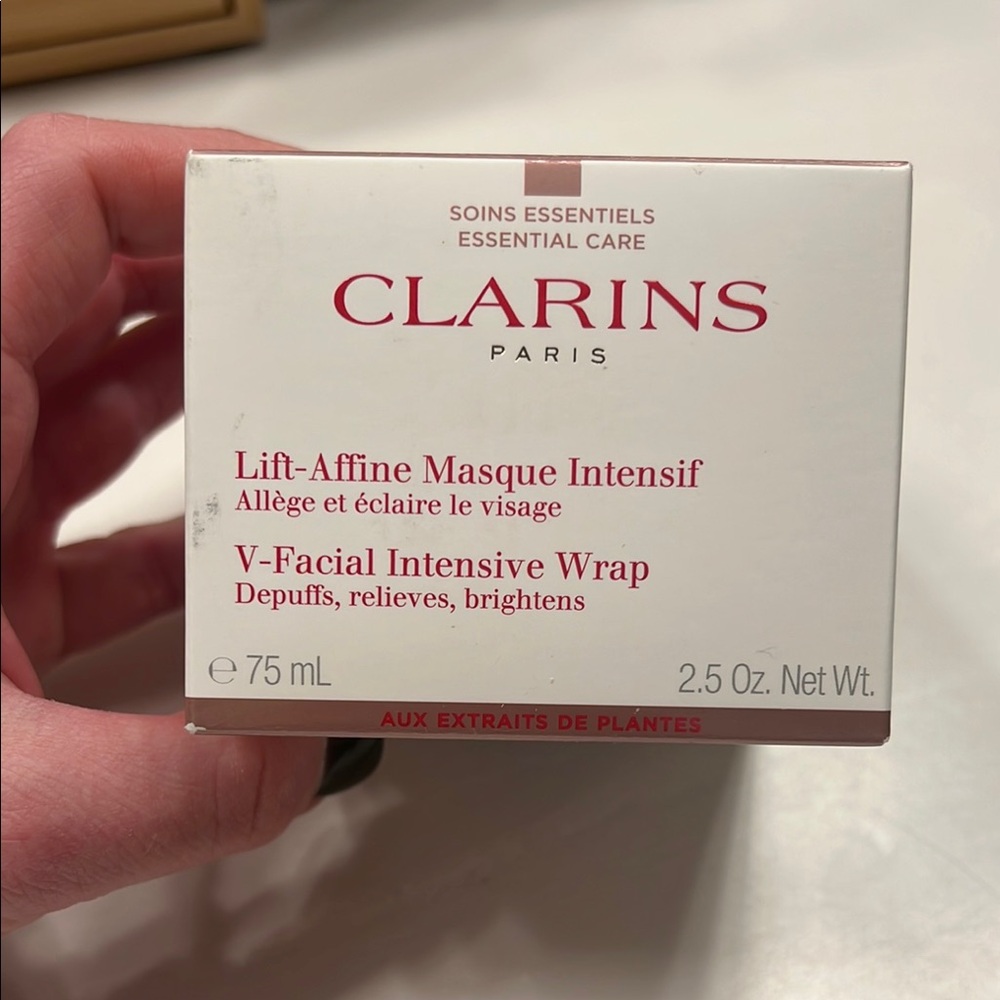 SOINS ESSENTIELS
ESSENTIAL CARE
CLARINS
PARIS
Lift-Affine Masque Intensif
Allège et éclaire le visage
V-Facial Intensive Wrap
Depuffs, relieves, brightens
℮ 75 mL 2.5 Oz. Net Wt.
AUX EXTRAITS DE PLANTES